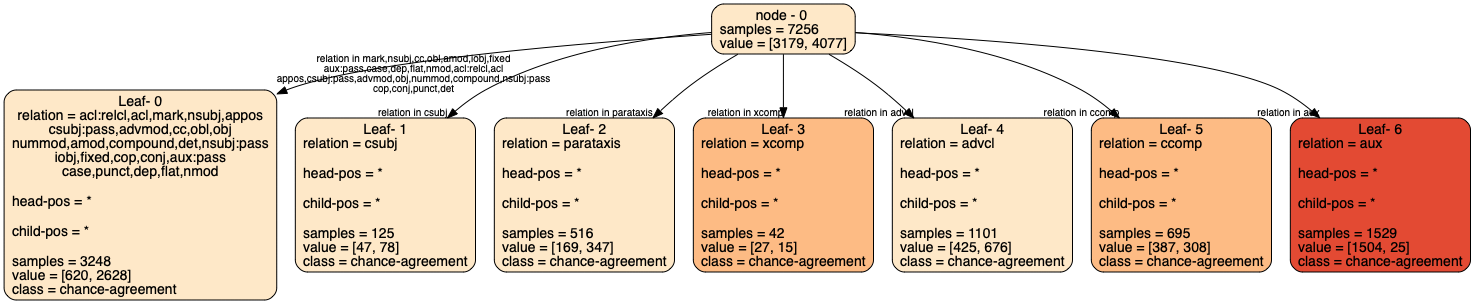 node - 0
samples = 7256
value = [3179, 4077]
relation in mark,nsubj,cc,obl,amod,iobj,fixed
aux:pass,case,dep,flat,nmod,acl:relcl,acl
appos,csubj:pass,advmod,obj,nummod,compound,nsubj:pass
cop,conj,punct,det
relation in csubj
relation in parataxis
relation in xcomp
relation in advcl
relation in ccomp
relation in aux
Leaf- 0
relation = acl:relcl,acl,mark,nsubj,appos
csubj:pass,advmod,cc,obl,obj
nummod,amod,compound,det,nsubj:pass
iobj,fixed,cop,conj,aux:pass
case,punct,dep,flat,nmod
head-pos = *
child-pos = *
samples = 3248
value = [620, 2628]
class = chance-agreement
Leaf- 1
relation = csubj
head-pos = *
child-pos = *
samples = 125
value = [47, 78]
class = chance-agreement
Leaf- 2
relation = parataxis
head-pos = *
child-pos = *
samples = 516
value = [169, 347]
class = chance-agreement
Leaf- 3
relation = xcomp
head-pos = *
child-pos = *
samples = 42
value = [27, 15]
class = chance-agreement
Leaf- 4
relation = advcl
head-pos = *
child-pos = *
samples = 1101
value = [425, 676]
class = chance-agreement
Leaf- 5
relation = ccomp
head-pos = *
child-pos = *
samples = 695
value = [387, 308]
class = chance-agreement
Leaf- 6
relation = aux
head-pos = *
child-pos = *
samples = 1529
value = [1504, 25]
class = chance-agreement